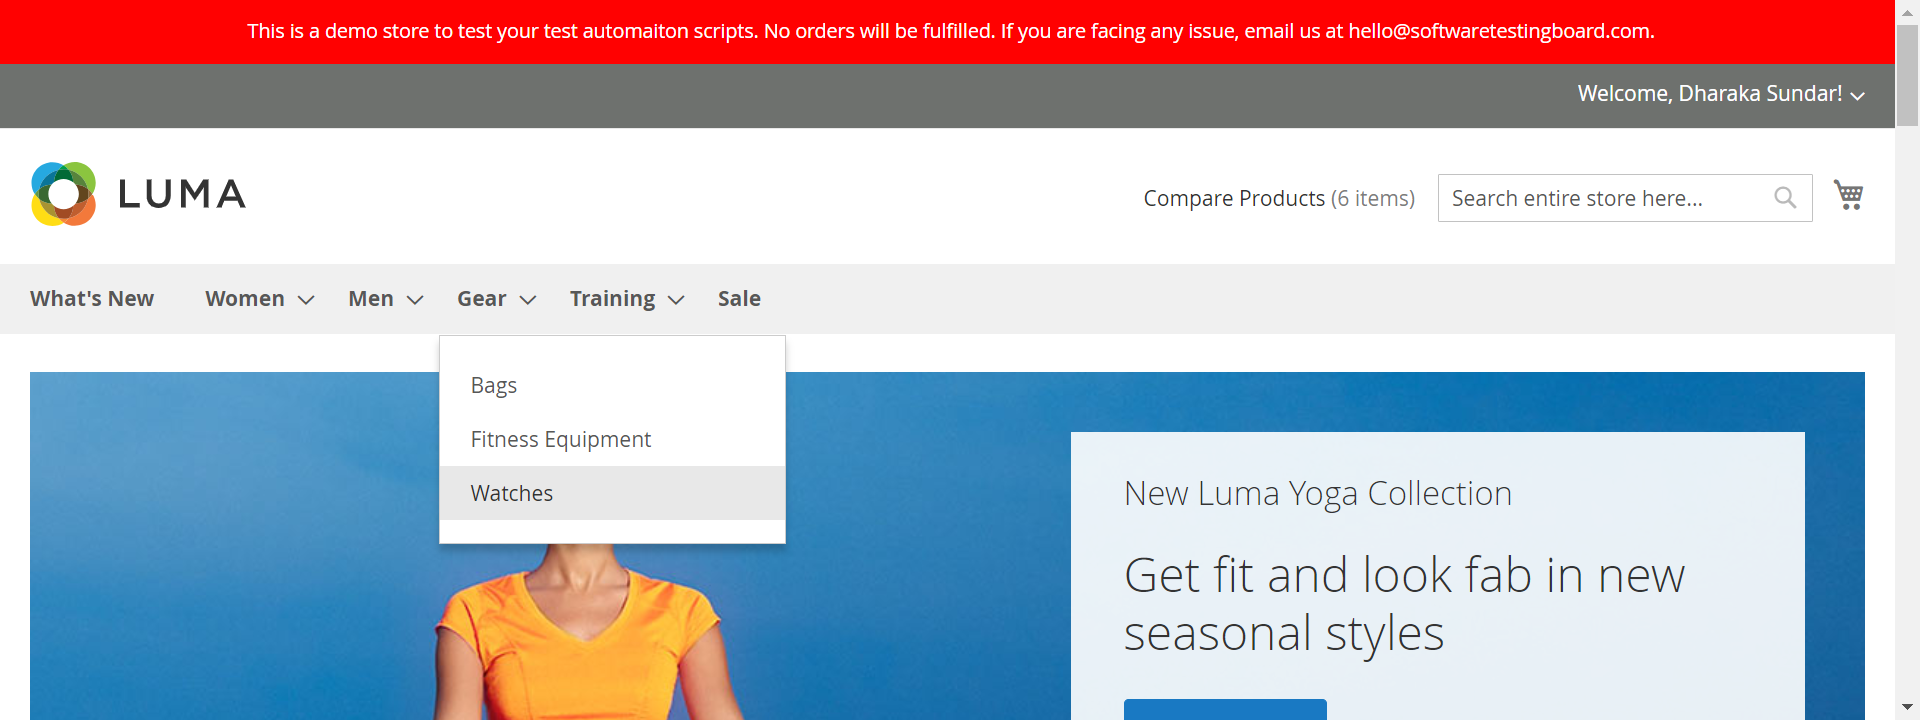 This is a demo store to test your test automaiton scripts. No orders will be fulfilled. If you are facing any issue, email us at hello@softwaretestingboard.com.
Welcome, Dharaka Sundar!
LUMA
Compare Products (6 items)
Search entire store here...
What's New Women Men Gear Training Sale
Bags
Fitness Equipment
Watches
New Luma Yoga Collection
Get fit and look fab in new
seasonal styles